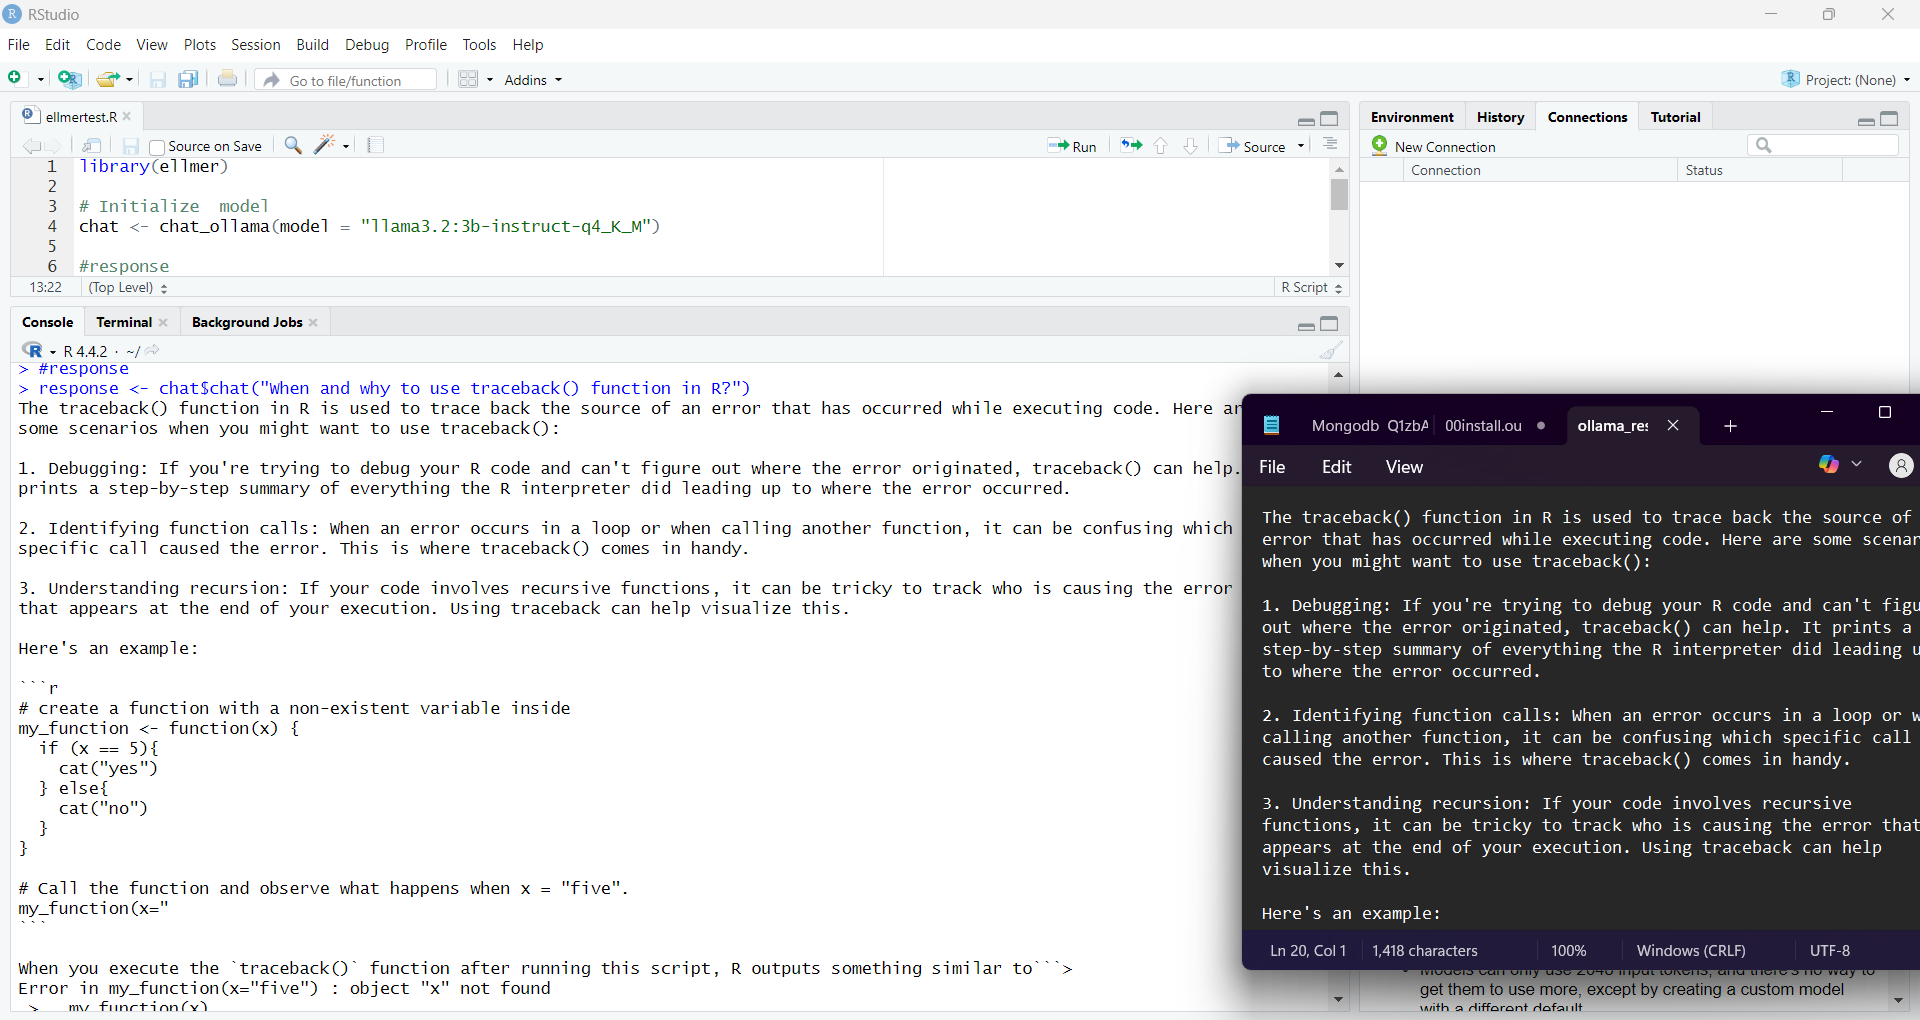 RStudio
File Edit Code View Plots Session Build Debug Profile Tools Help
Go to file/function Addins Project: (None)
ellmertest.R
Source on Save Run Source
1 library(ellmer)
2
3 # Initialize  model
4 chat <- chat_ollama(model = "llama3.2:3b-instruct-q4_K_M")
5
6 #response
13:22 (Top Level) R Script
Console Terminal Background Jobs
R 4.4.2 · ~/
> #response
> response <- chat$chat("When and why to use traceback() function in R?")
The traceback() function in R is used to trace back the source of an error that has occurred while executing code. Here
some scenarios when you might want to use traceback():
1. Debugging: If you're trying to debug your R code and can't figure out where the error originated, traceback() can help.
prints a step-by-step summary of everything the R interpreter did leading up to where the error occurred.
2. Identifying function calls: When an error occurs in a loop or when calling another function, it can be confusing which
specific call caused the error. This is where traceback() comes in handy.
3. Understanding recursion: If your code involves recursive functions, it can be tricky to track who is causing the error
that appears at the end of your execution. Using traceback can help visualize this.
Here's an example:
```r
# create a function with a non-existent variable inside
my_function <- function(x) {
  if (x == 5){
    cat("yes")
  } else{
    cat("no")
  }
}
# Call the function and observe what happens when x = "five".
my_function(x="
```
When you execute the `traceback()` function after running this script, R outputs something similar to```>
Error in my_function(x="five") : object "x" not found
 >   my_function(x)
Environment History Connections Tutorial
New Connection
Connection Status
Mongodb Q1zbA 00install.ou ollama_res
File Edit View
The traceback() function in R is used to trace back the source of
error that has occurred while executing code. Here are some scenar
when you might want to use traceback():
1. Debugging: If you're trying to debug your R code and can't figu
out where the error originated, traceback() can help. It prints a
step-by-step summary of everything the R interpreter did leading u
to where the error occurred.
2. Identifying function calls: When an error occurs in a loop or w
calling another function, it can be confusing which specific call
caused the error. This is where traceback() comes in handy.
3. Understanding recursion: If your code involves recursive
functions, it can be tricky to track who is causing the error that
appears at the end of your execution. Using traceback can help
visualize this.
Here's an example:
Ln 20, Col 1 1,418 characters 100% Windows (CRLF) UTF-8
Models can only use 2048 input tokens, and there's no way to
get them to use more, except by creating a custom model
with a different default.